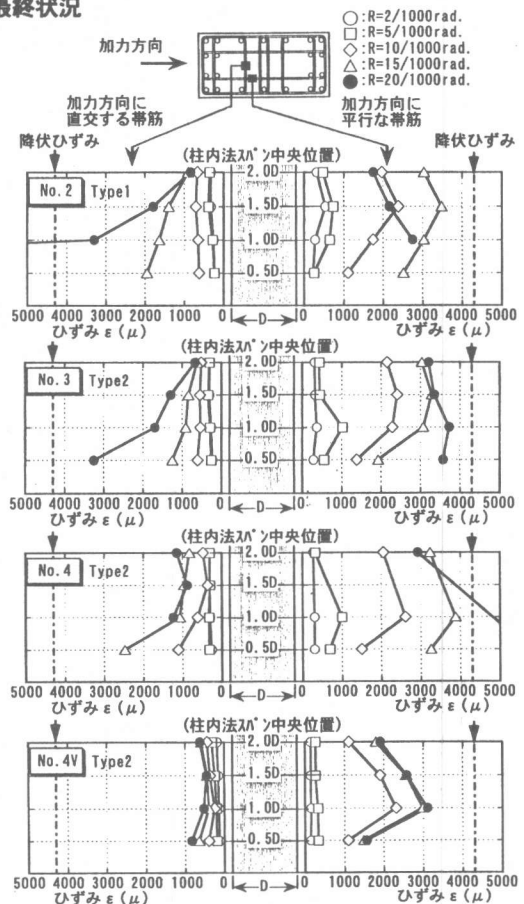 最終状況
加力方向
○:R=2/1000rad.
□:R=5/1000rad.
◇:R=10/1000rad.
△:R=15/1000rad.
●:R=20/1000rad.
加力方向に
直交する帯筋
加力方向に
平行な帯筋
降伏ひずみ
(柱内法スパン中央位置)
降伏ひずみ
No.2 Type1
2.0D
1.5D
1.0D
0.5D
5000 4000 3000 2000 1000 0 D 0 1000 2000 3000 4000 5000
ひずみ ε (μ) ひずみ ε (μ)
(柱内法スパン中央位置)
No.3 Type2
2.0D
1.5D
1.0D
0.5D
5000 4000 3000 2000 1000 0 D 0 1000 2000 3000 4000 5000
ひずみ ε (μ) ひずみ ε (μ)
(柱内法スパン中央位置)
No.4 Type2
2.0D
1.5D
1.0D
0.5D
5000 4000 3000 2000 1000 0 D 0 1000 2000 3000 4000 5000
ひずみ ε (μ) ひずみ ε (μ)
(柱内法スパン中央位置)
No.4V Type2
2.0D
1.5D
1.0D
0.5D
5000 4000 3000 2000 1000 0 D 0 1000 2000 3000 4000 5000
ひずみ ε (μ) ひずみ ε (μ)